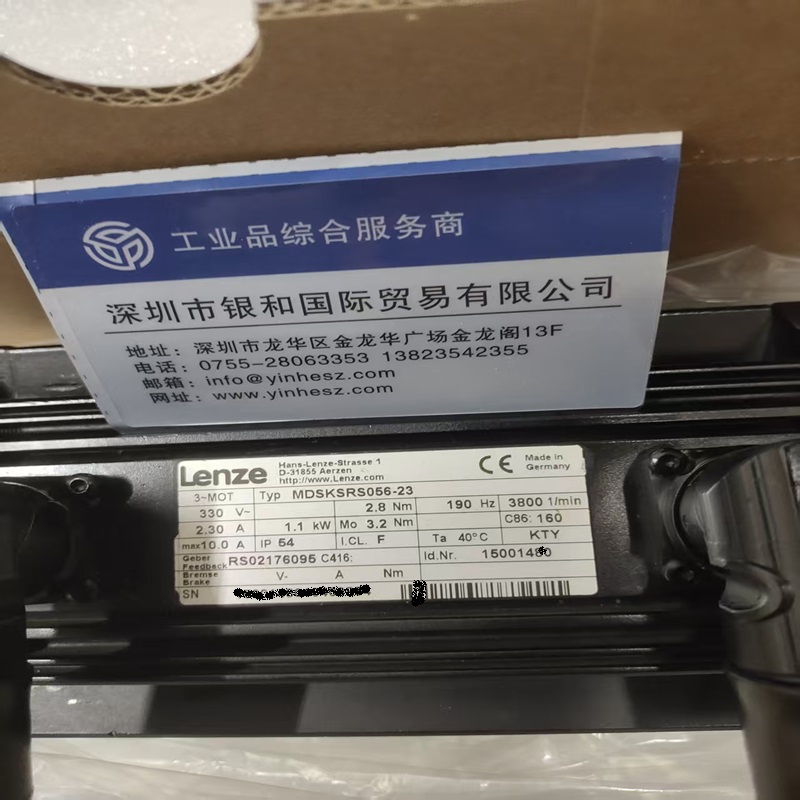 工业品综合服务商
深圳市银和国际贸易有限公司
地址：深圳市龙华区金龙华广场金龙阁13F
电话：0755-28063353 13823542355
邮箱：info@yinhesz.com
网址：www.yinhesz.com
Lenze Hans-Lenze-Strasse 1
D-31855 Aerzen
http://www.Lenze.com
CE Made in
Germany
3~MOT Typ MDSKSRS056-23
330 V~ 2.8 Nm 190 Hz 3800 1/min
2.30 A 1.1 kW Mo 3.2 Nm C86: 160
max10.0 A IP 54 I.CL. F Ta 40°C KTY
Geber
Feedback RS02176095 C416: Id.Nr.
Bremse
Brake V- A Nm
SN